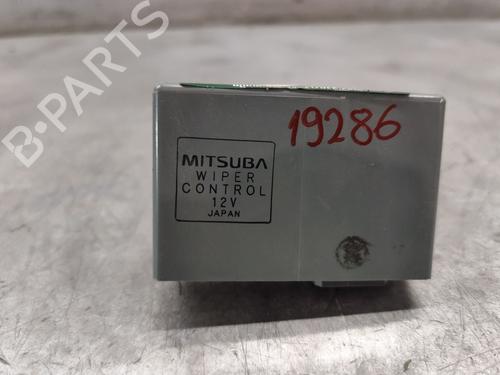 B-PARTS
19286
MITSUBA
WIPER
CONTROL
12V
JAPAN